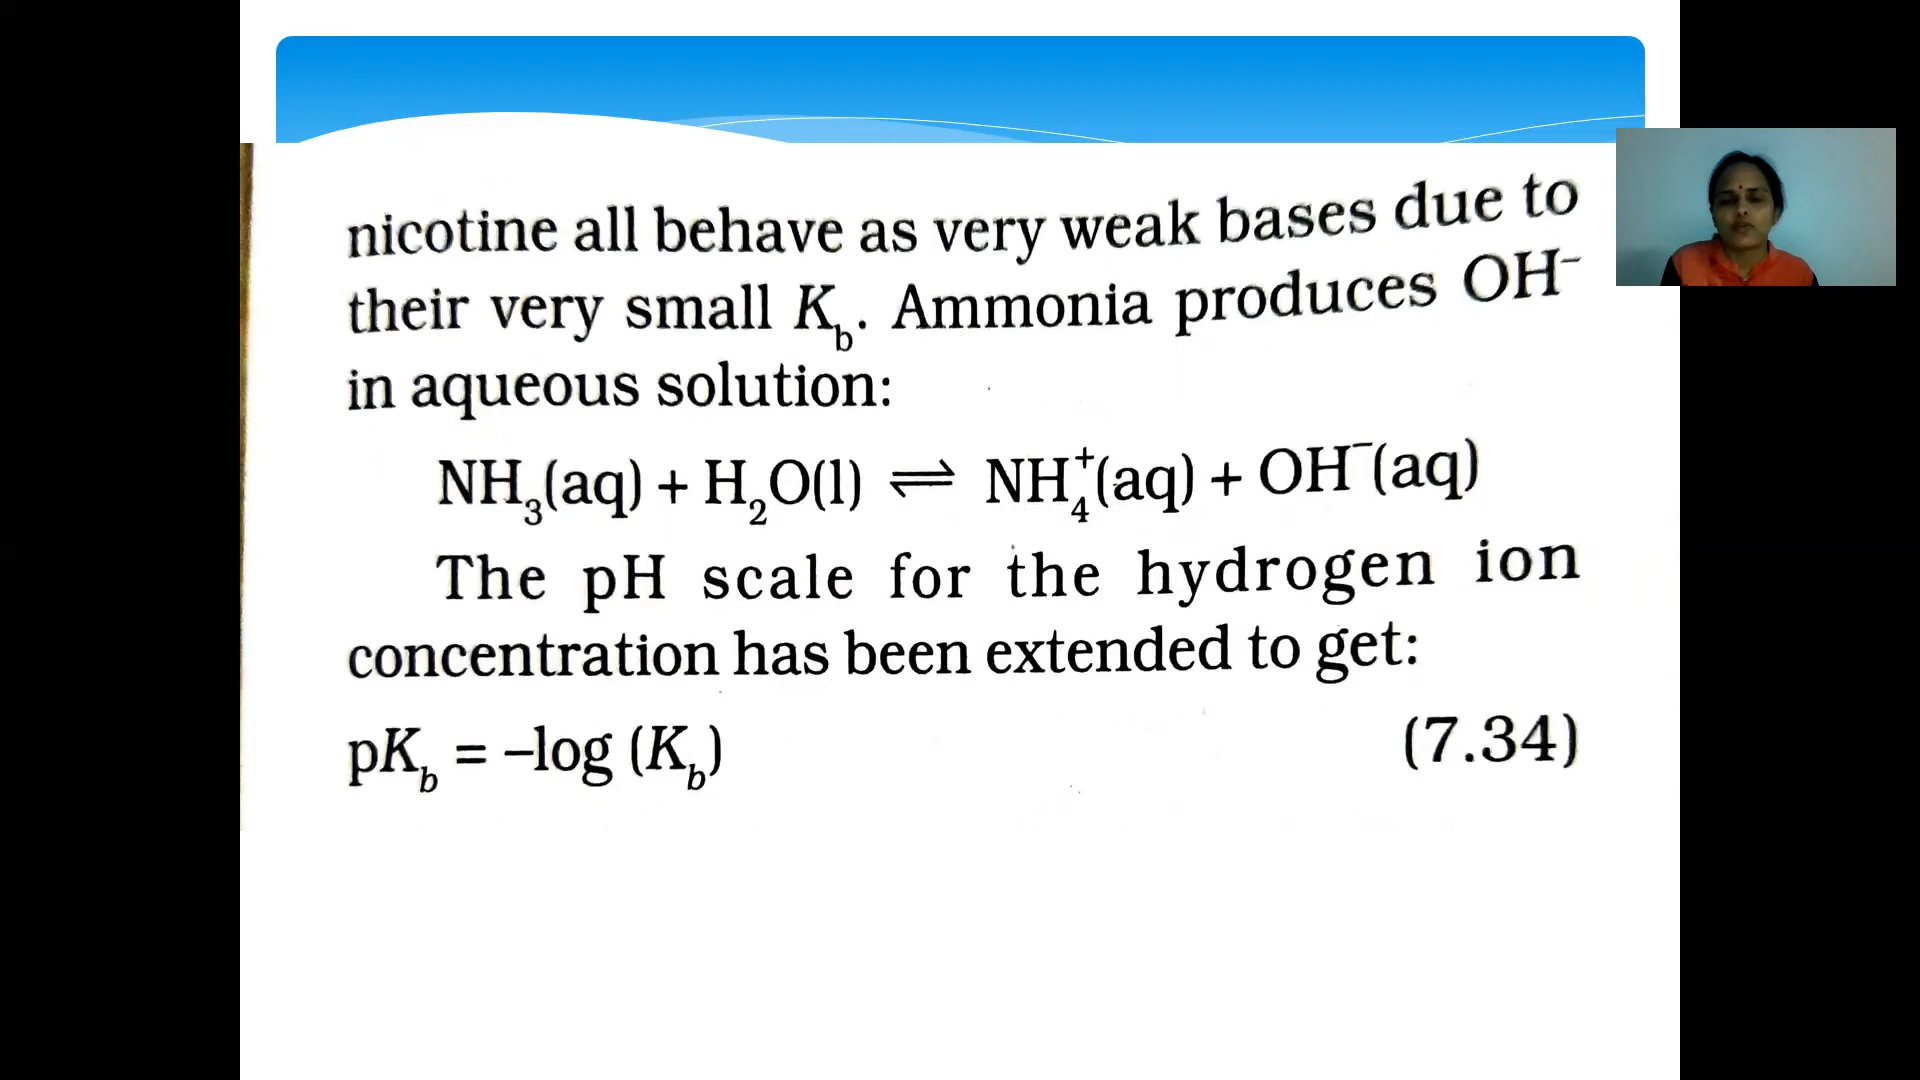 nicotine all behave as very weak bases due to
their very small K_b. Ammonia produces OH⁻
in aqueous solution:
NH₃(aq) + H₂O(l) ⇌ NH₄⁺(aq) + OH⁻(aq)
The pH scale for the hydrogen ion
concentration has been extended to get:
pK_b = –log (K_b) (7.34)